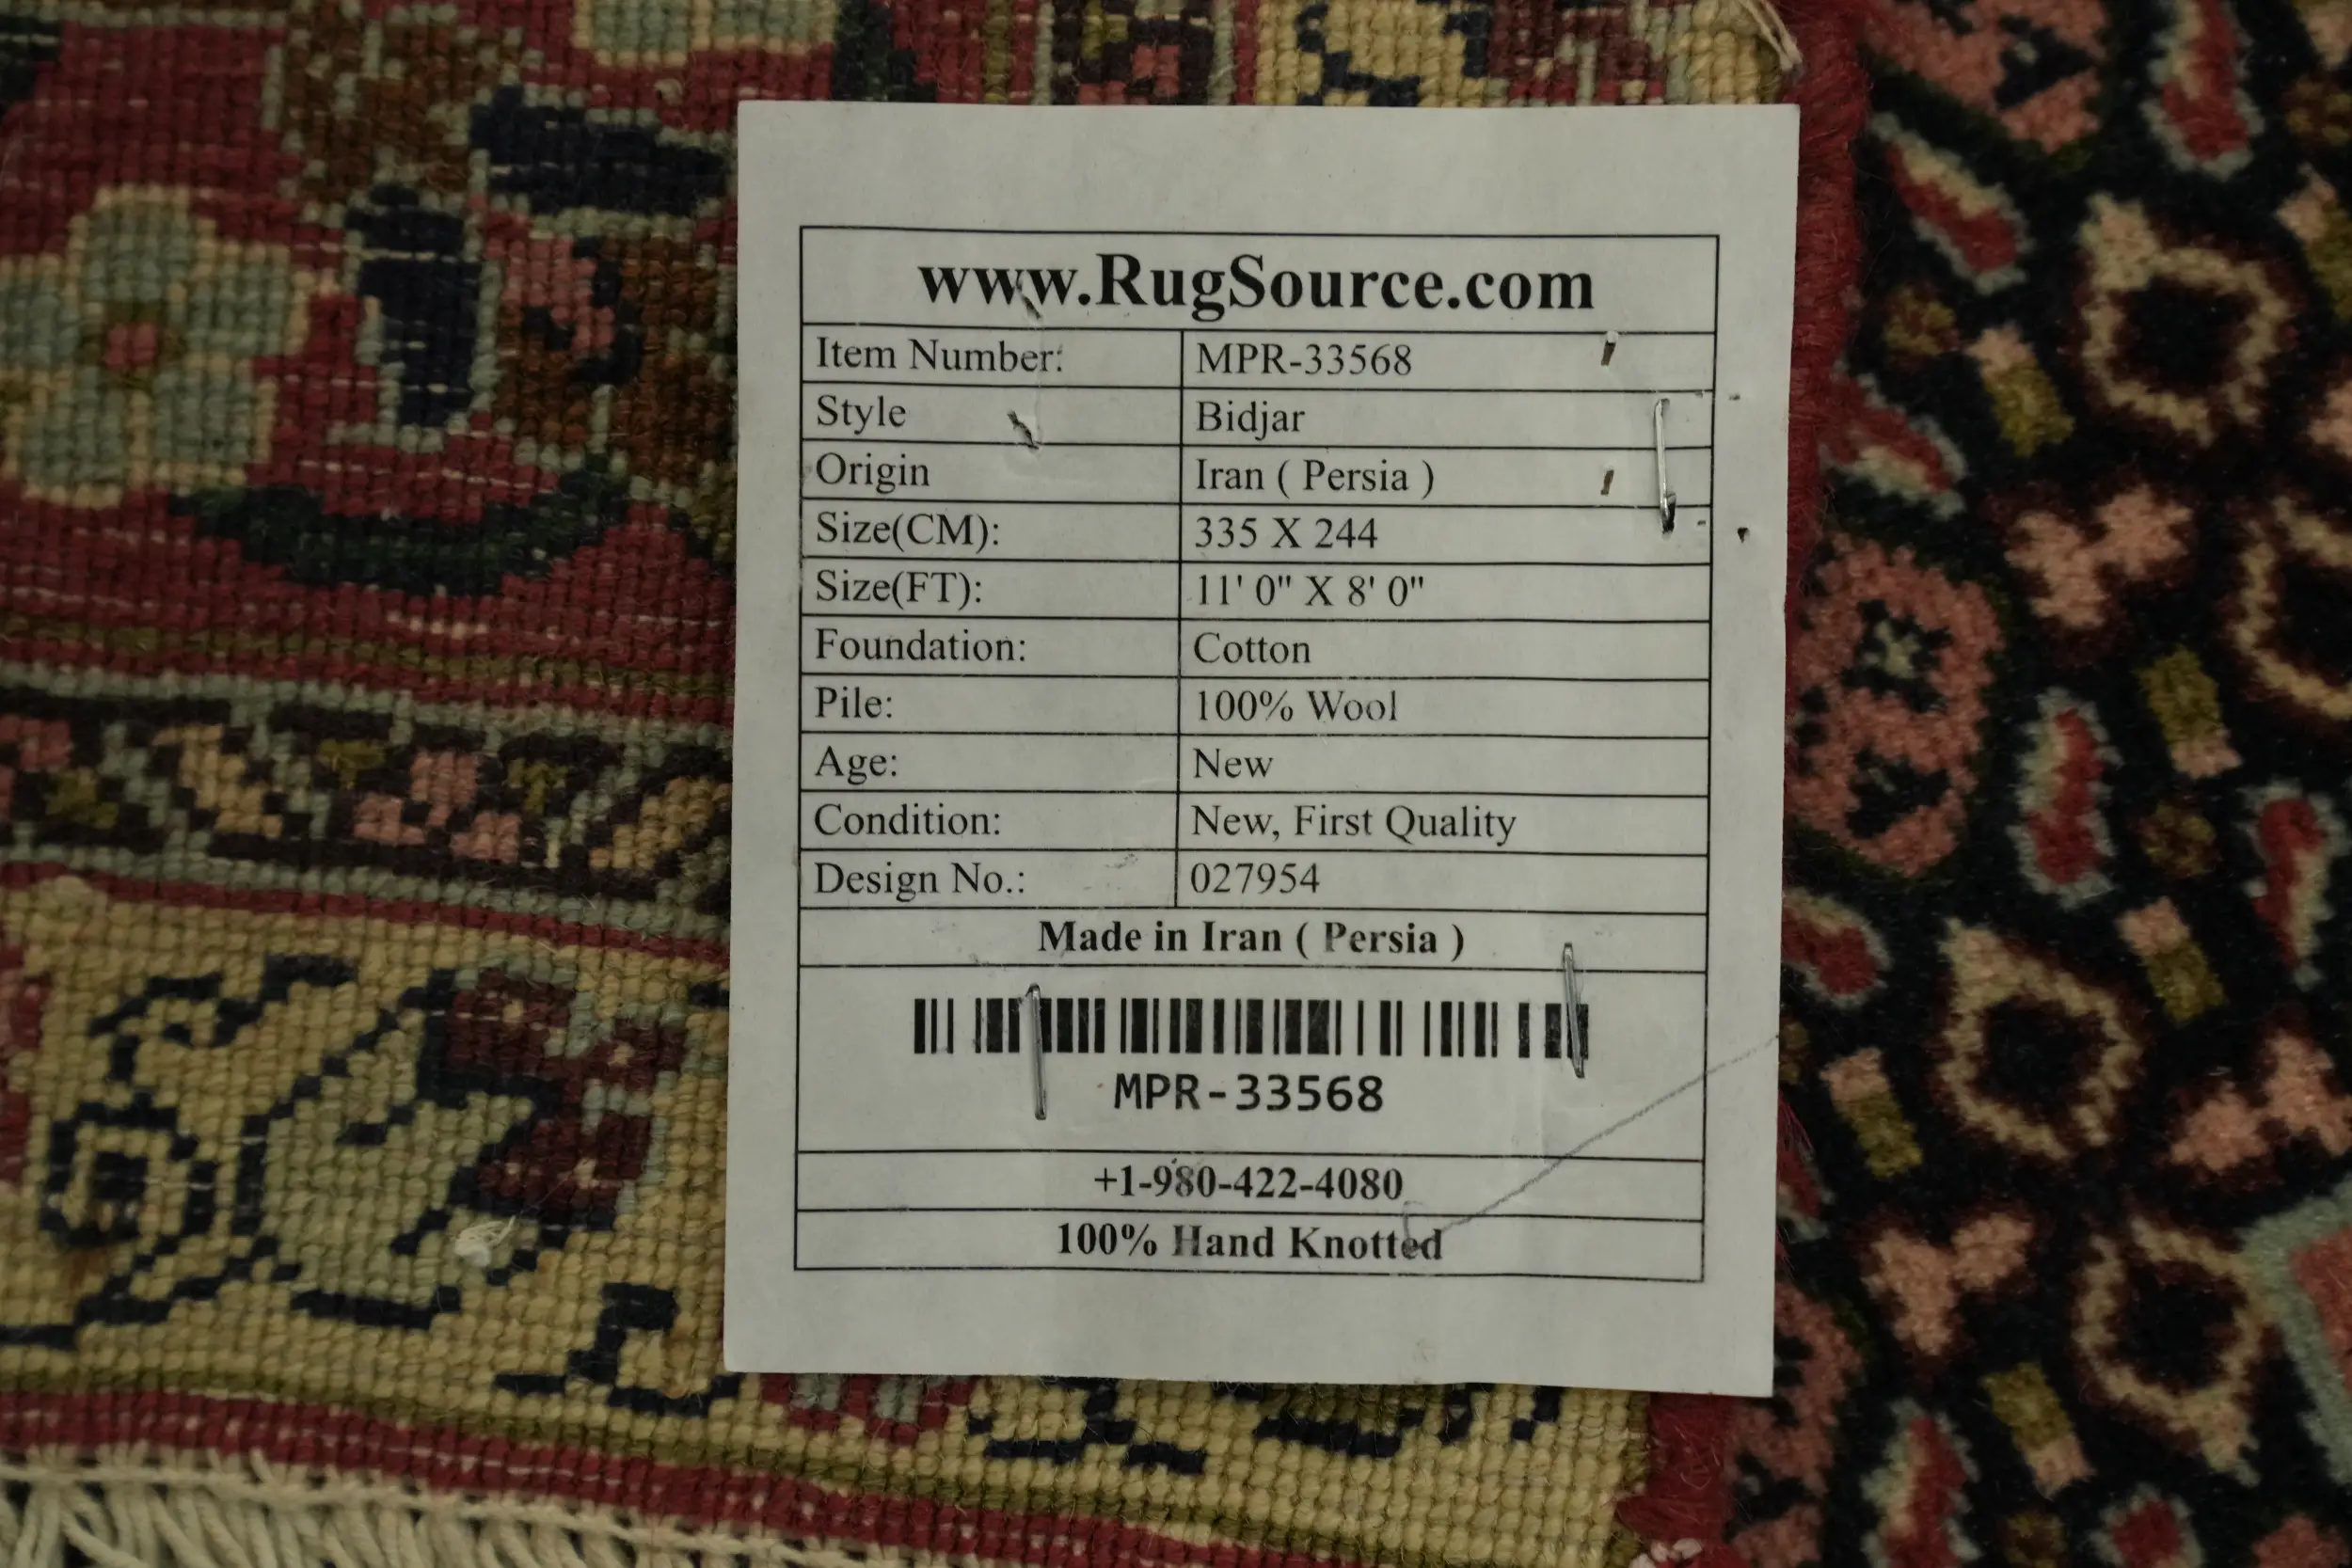 www.RugSource.com
Item Number: MPR-33568
Style Bidjar
Origin Iran ( Persia )
Size(CM): 335 X 244
Size(FT): 11' 0" X 8' 0"
Foundation: Cotton
Pile: 100% Wool
Age: New
Condition: New, First Quality
Design No.: 027954
Made in Iran ( Persia )
MPR-33568
+1-980-422-4080
100% Hand Knotted